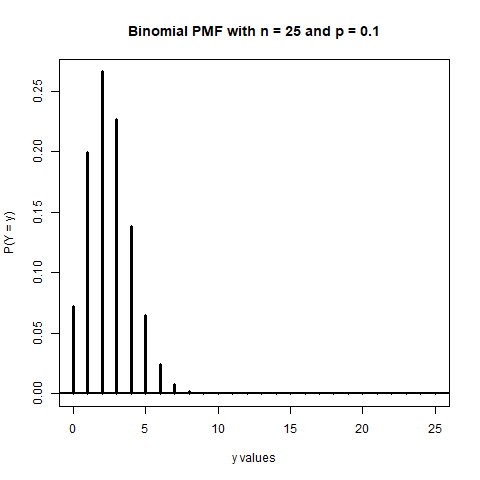 Binomial PMF with n = 25 and p = 0.1
P(Y = y)
0.25
0.20
0.15
0.10
0.05
0.00
0 5 10 15 20 25
y values